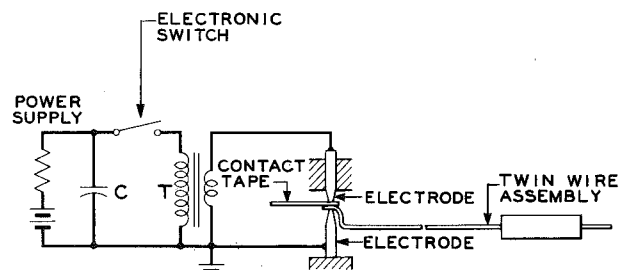 ELECTRONIC
SWITCH
POWER
SUPPLY
C
T
CONTACT
TAPE
ELECTRODE
TWIN WIRE
ASSEMBLY
ELECTRODE